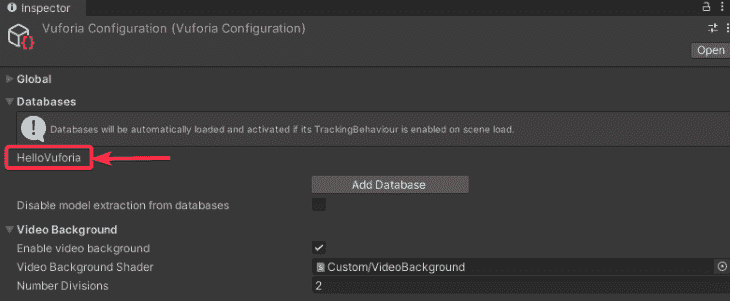 Inspector
Vuforia Configuration (Vuforia Configuration)
Open
Global
Databases
Databases will be automatically loaded and activated if its TrackingBehaviour is enabled on scene load.
HelloVuforia
Add Database
Disable model extraction from databases
Video Background
Enable video background
Video Background Shader Custom/VideoBackground
Number Divisions 2